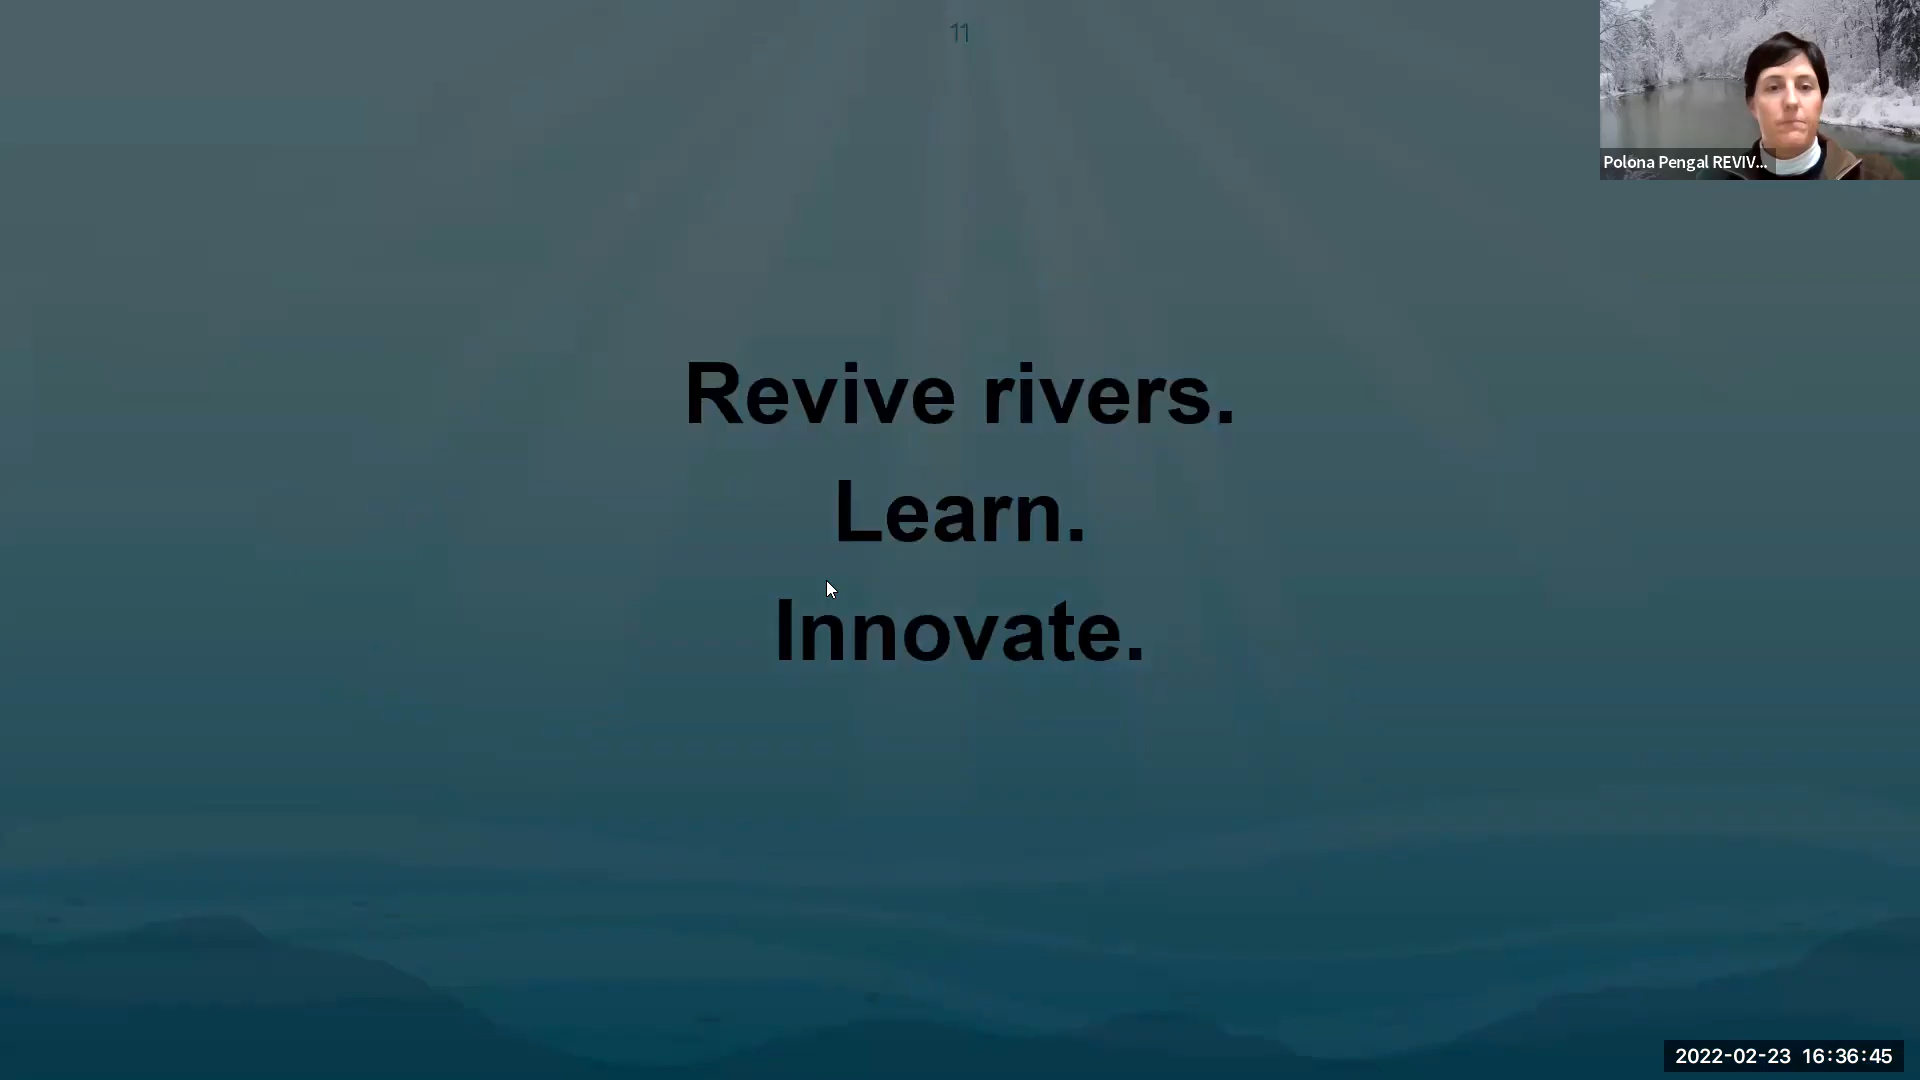 11
Polona Pengal REVIV...
Revive rivers.
Learn.
Innovate.
2022-02-23 16:36:45